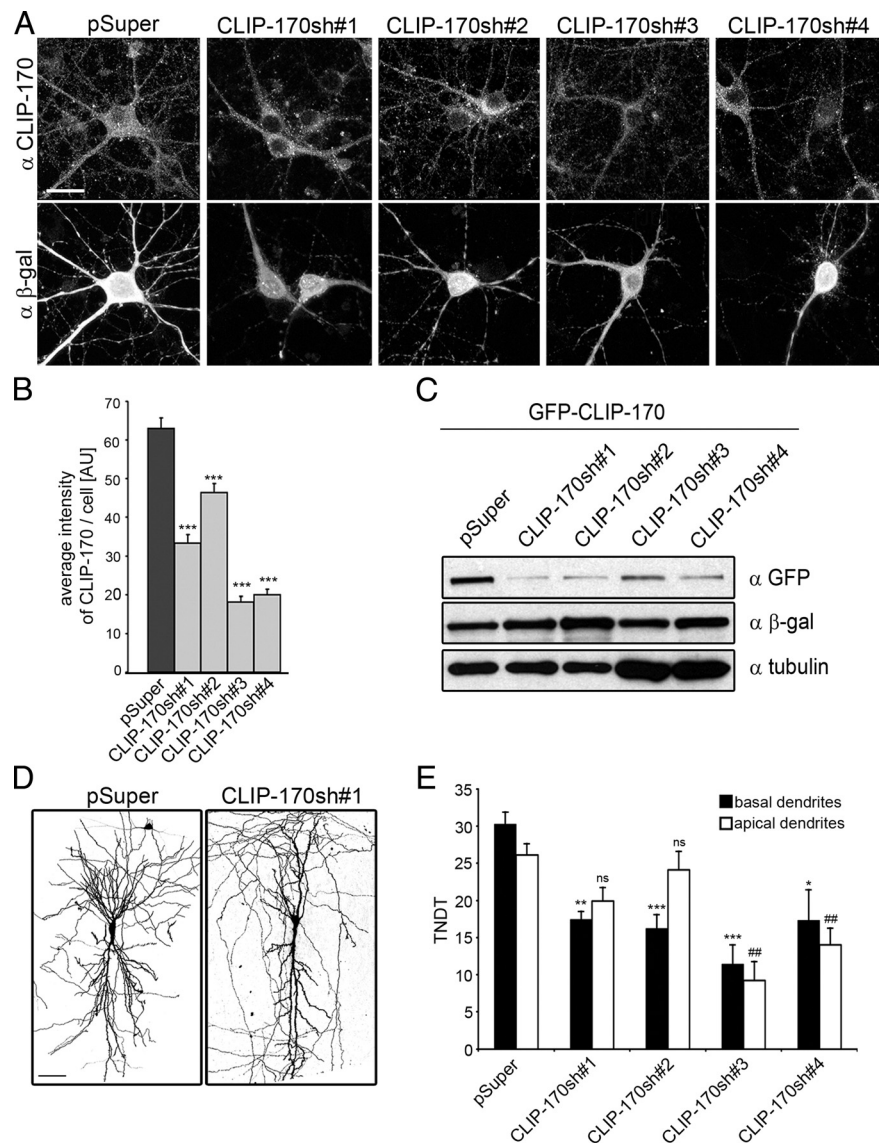 A
pSuper CLIP-170sh#1 CLIP-170sh#2 CLIP-170sh#3 CLIP-170sh#4
α CLIP-170
α β-gal
B
average intensity
of CLIP-170 / cell [AU]
70
60
50
40
30
20
10
0
***
***
***
***
pSuper
CLIP-170sh#1
CLIP-170sh#2
CLIP-170sh#3
CLIP-170sh#4
C
GFP-CLIP-170
pSuper
CLIP-170sh#1
CLIP-170sh#2
CLIP-170sh#3
CLIP-170sh#4
α GFP
α β-gal
α tubulin
D
pSuper CLIP-170sh#1
E
TNDT
35
30
25
20
15
10
5
0
basal dendrites
apical dendrites
** ns
*** ns
*** ##
* ##
pSuper
CLIP-170sh#1
CLIP-170sh#2
CLIP-170sh#3
CLIP-170sh#4